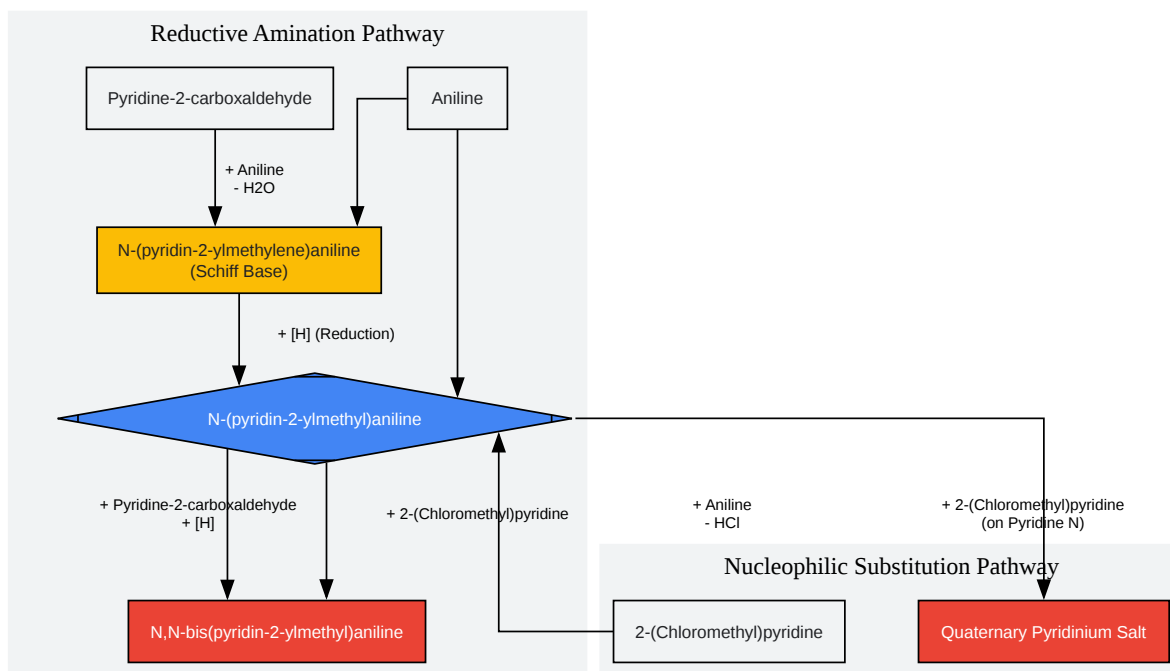 Reductive Amination Pathway
Pyridine-2-carboxaldehyde
Aniline
+ Aniline
- H2O
N-(pyridin-2-ylmethylene)aniline
(Schiff Base)
+ [H] (Reduction)
N-(pyridin-2-ylmethyl)aniline
+ Pyridine-2-carboxaldehyde
+ [H]
+ 2-(Chloromethyl)pyridine
+ Aniline
- HCl
+ 2-(Chloromethyl)pyridine
(on Pyridine N)
Nucleophilic Substitution Pathway
N,N-bis(pyridin-2-ylmethyl)aniline
2-(Chloromethyl)pyridine
Quaternary Pyridinium Salt